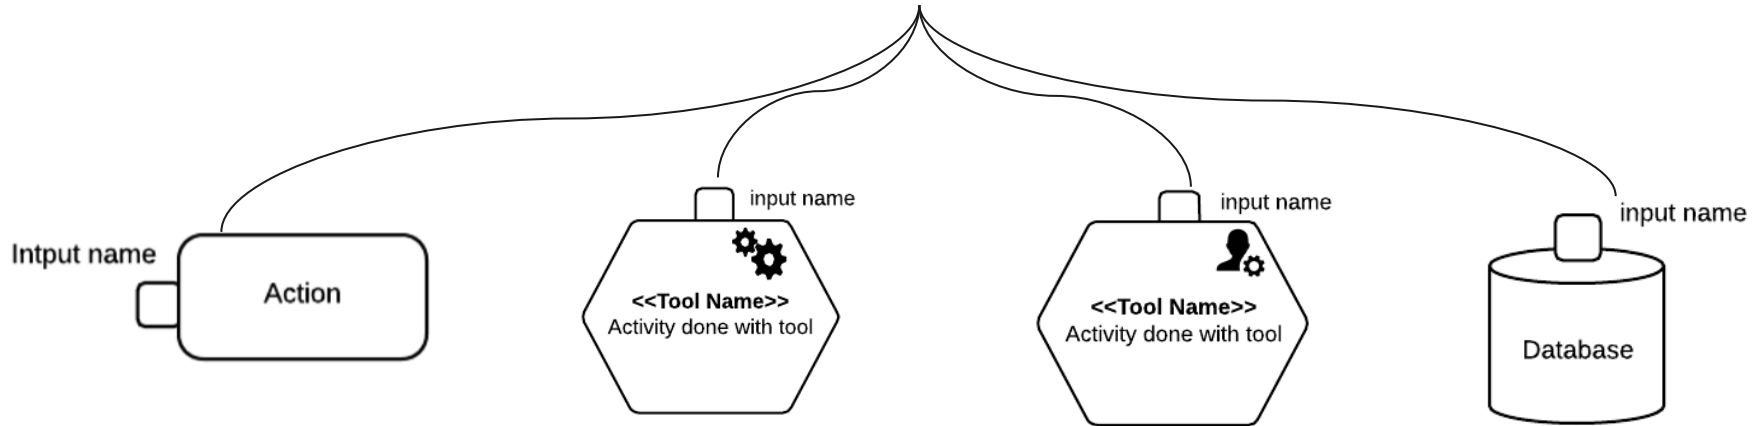 Intput name
Action
input name
<<Tool Name>>
Activity done with tool
input name
<<Tool Name>>
Activity done with tool
input name
Database